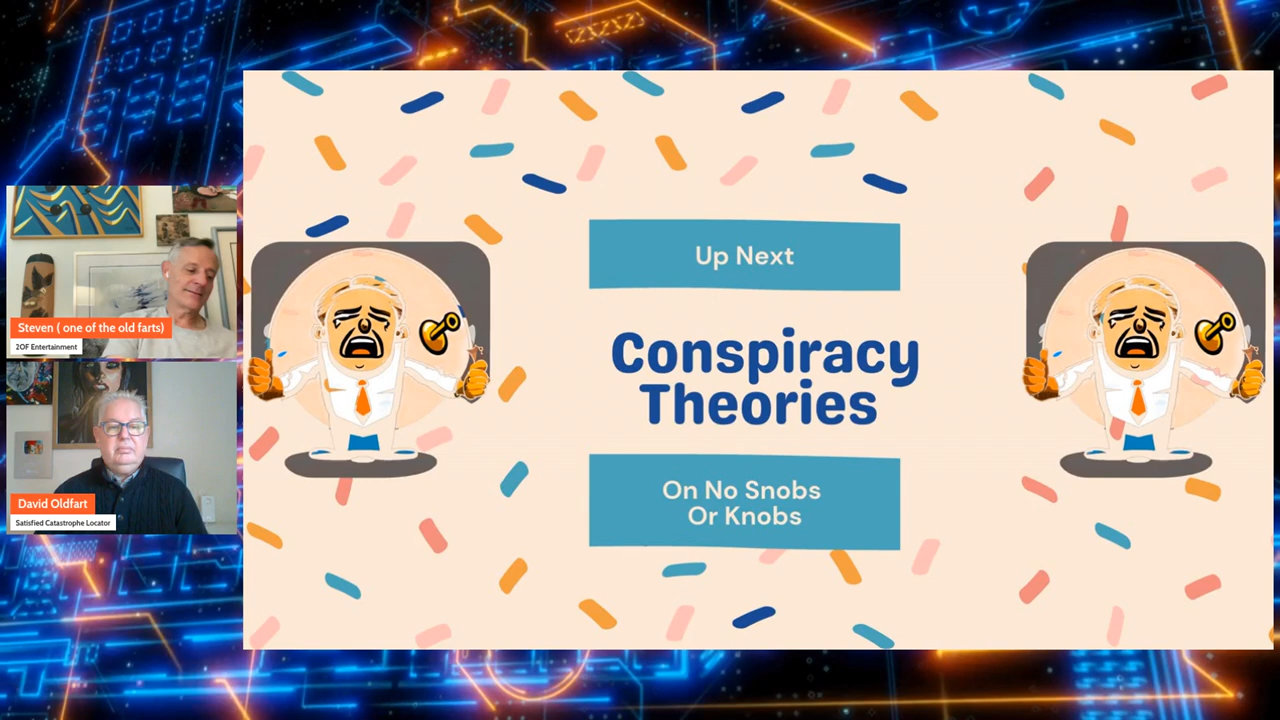 Steven ( one of the old farts)
2OF Entertainment
David Oldfart
Satisfied Catastrophe Locator
Up Next
Conspiracy
Theories
On No Snobs
Or Knobs